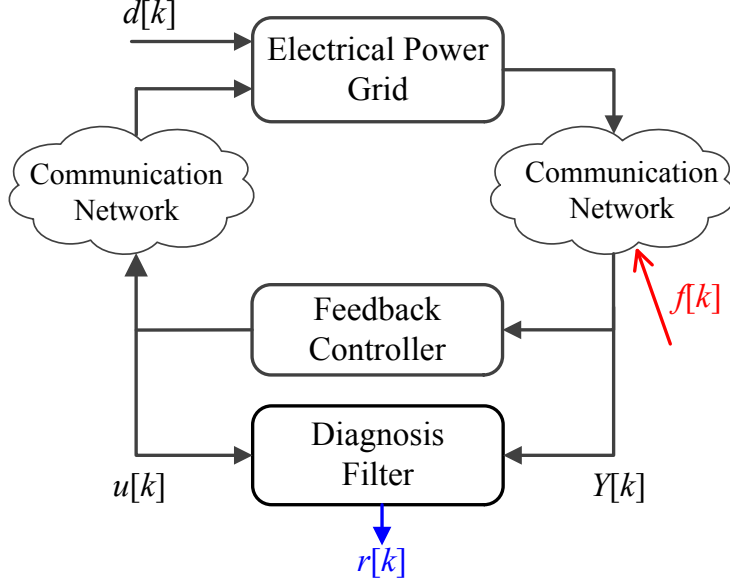 d[k]
Electrical Power
Grid
Communication
Network
Communication
Network
f[k]
Feedback
Controller
Diagnosis
Filter
u[k]
Y[k]
r[k]